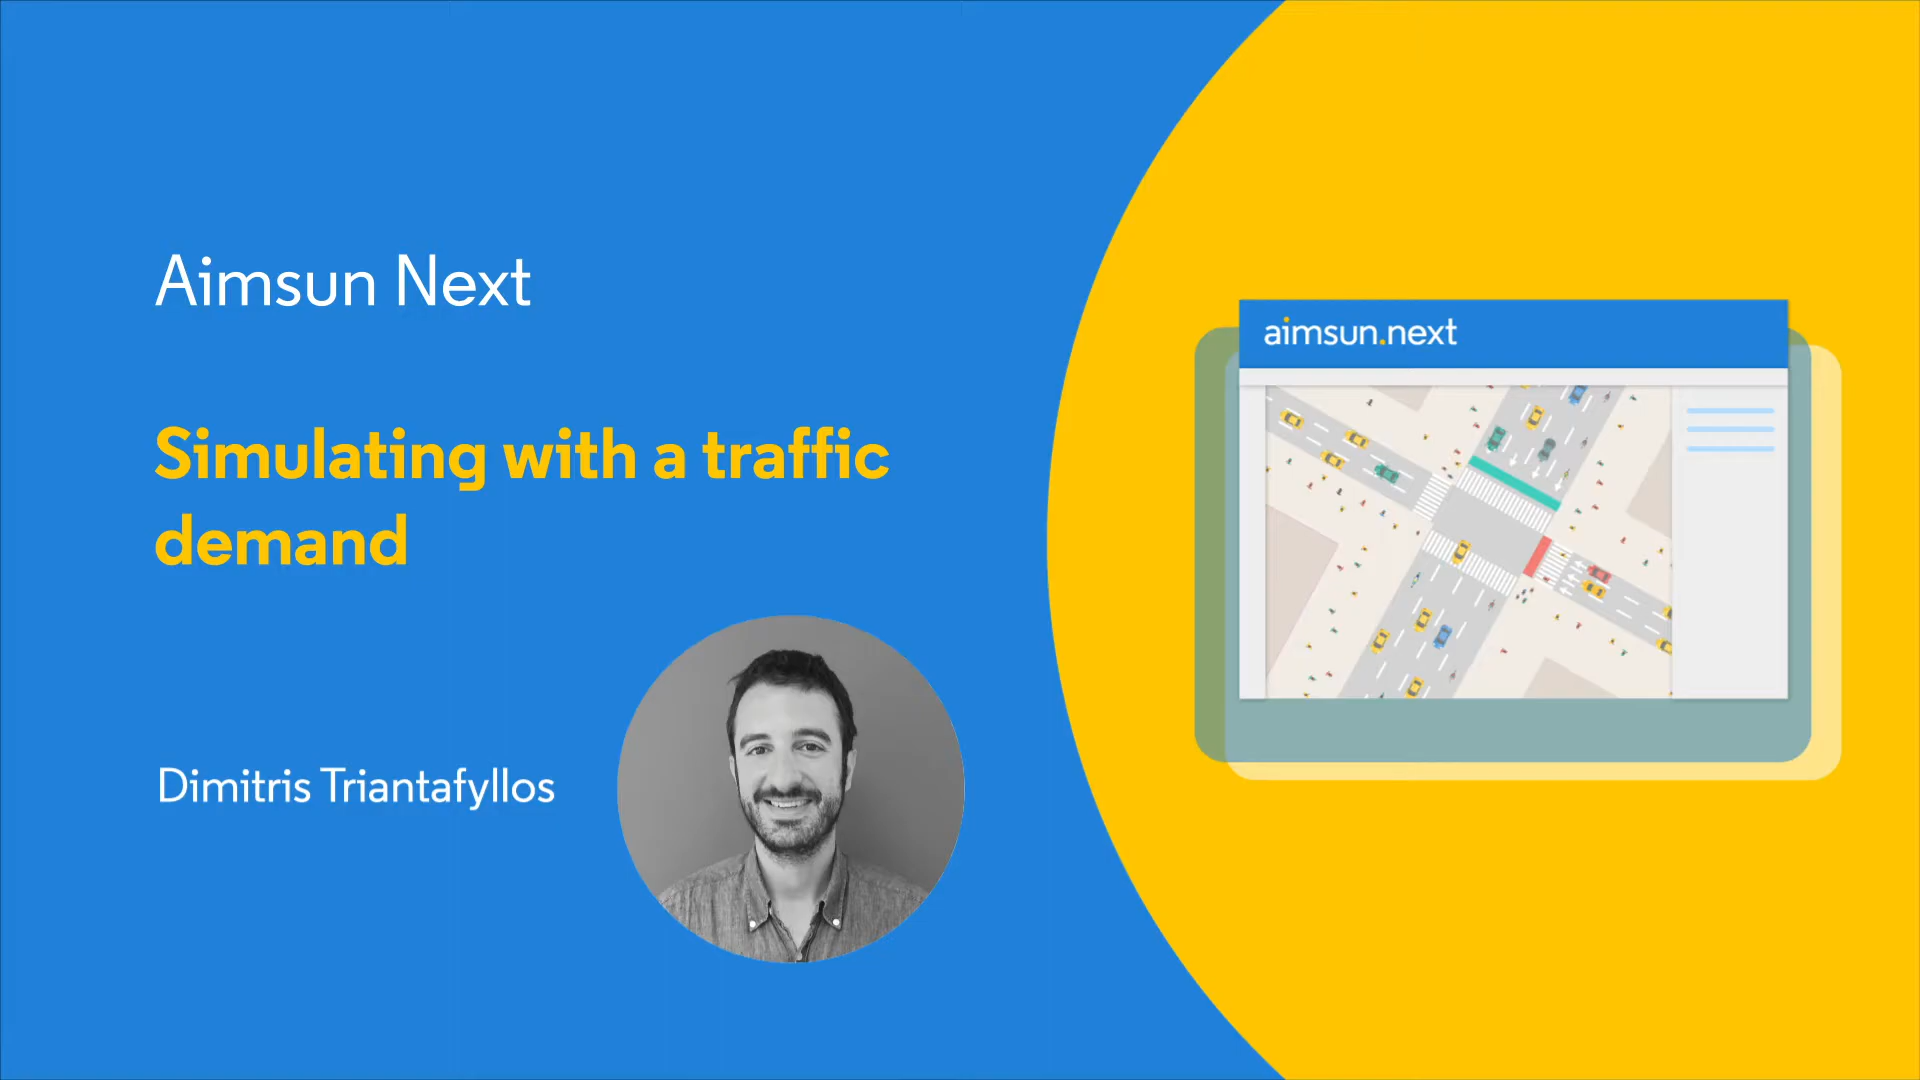 Aimsun Next
aimsun.next
Simulating with a traffic
demand
Dimitris Triantafyllos